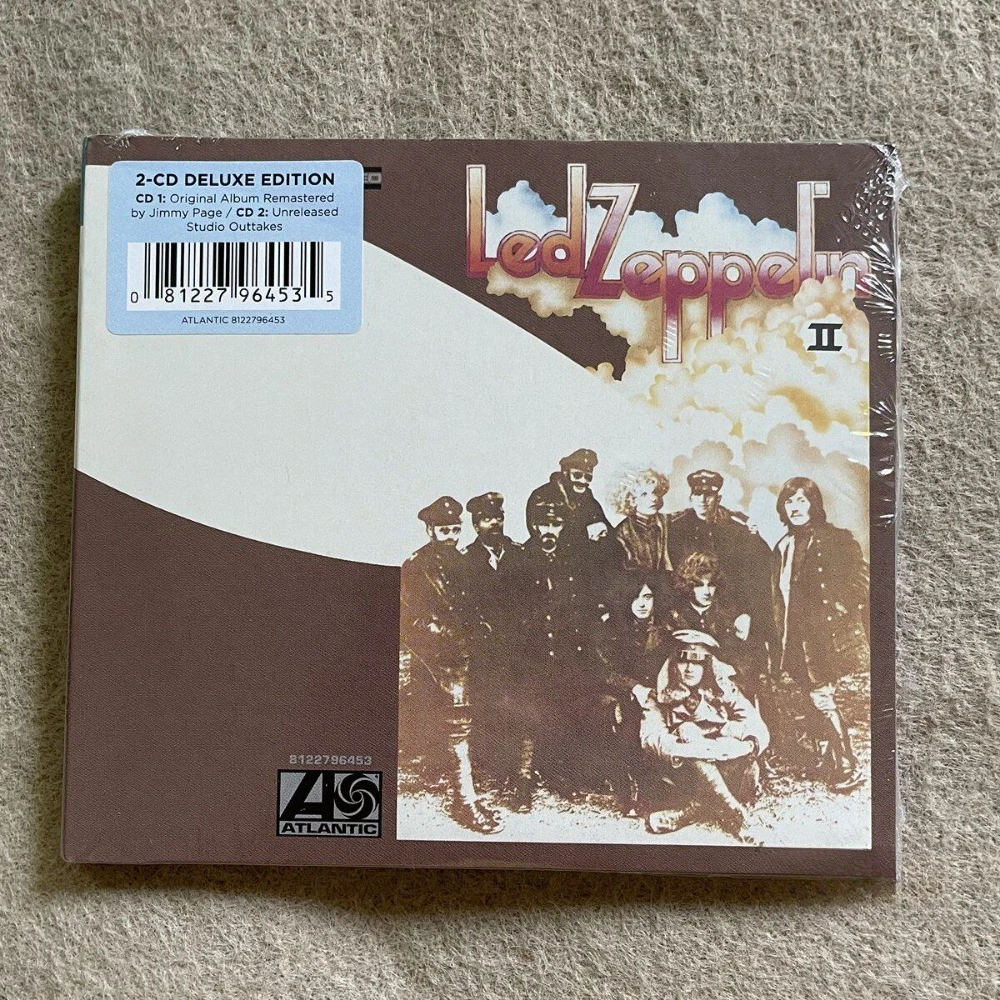 2-CD DELUXE EDITION
CD 1: Original Album Remastered
by Jimmy Page / CD 2: Unreleased
Studio Outtakes
0 81227 96453 5
ATLANTIC 8122796453
Led Zeppelin
II
8122796453
ATLANTIC